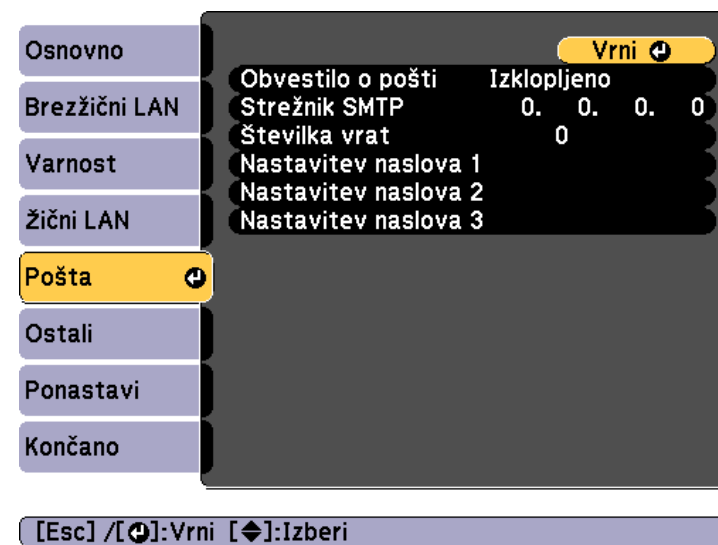 Osnovno
Brezžični LAN
Varnost
Žični LAN
Pošta
Ostali
Ponastavi
Končano
Vrni
Obvestilo o pošti Izklopljeno
Strežnik SMTP 0. 0. 0. 0
Številka vrat 0
Nastavitev naslova 1
Nastavitev naslova 2
Nastavitev naslova 3
[Esc] /[⏎]:Vrni [◆]:Izberi